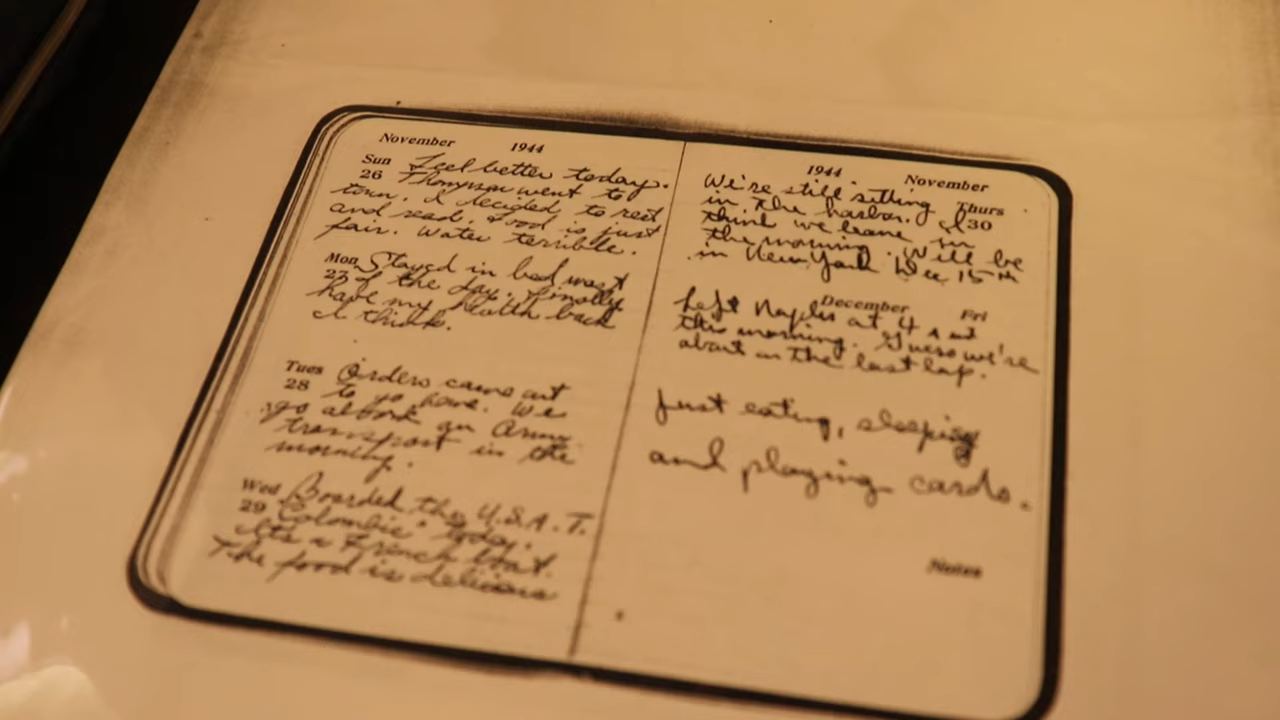 November 1944
Sun Feel better today.
26 Thompson went to
town. I decided to rest
and read. Food is just
fair. Water terrible.
Mon Stayed in bed most
27 of the day. Finally
have my health back
I think.
Tues Orders came out
28 to go home. We
go aboard an Army
transport in the
morning.
Wed Boarded the U.S.A.T.
29 "Colombie" today.
It's a French boat.
The food is delicious
1944 November
We're still sitting Thurs
in the harbor. I 30
think we leave in
the morning. Will be
in New York Dec 15th
December Fri
Left Naples at 4 AM
this morning. Guess we're
about on the last lap.
Just eating, sleeping
and playing cards.
Notes